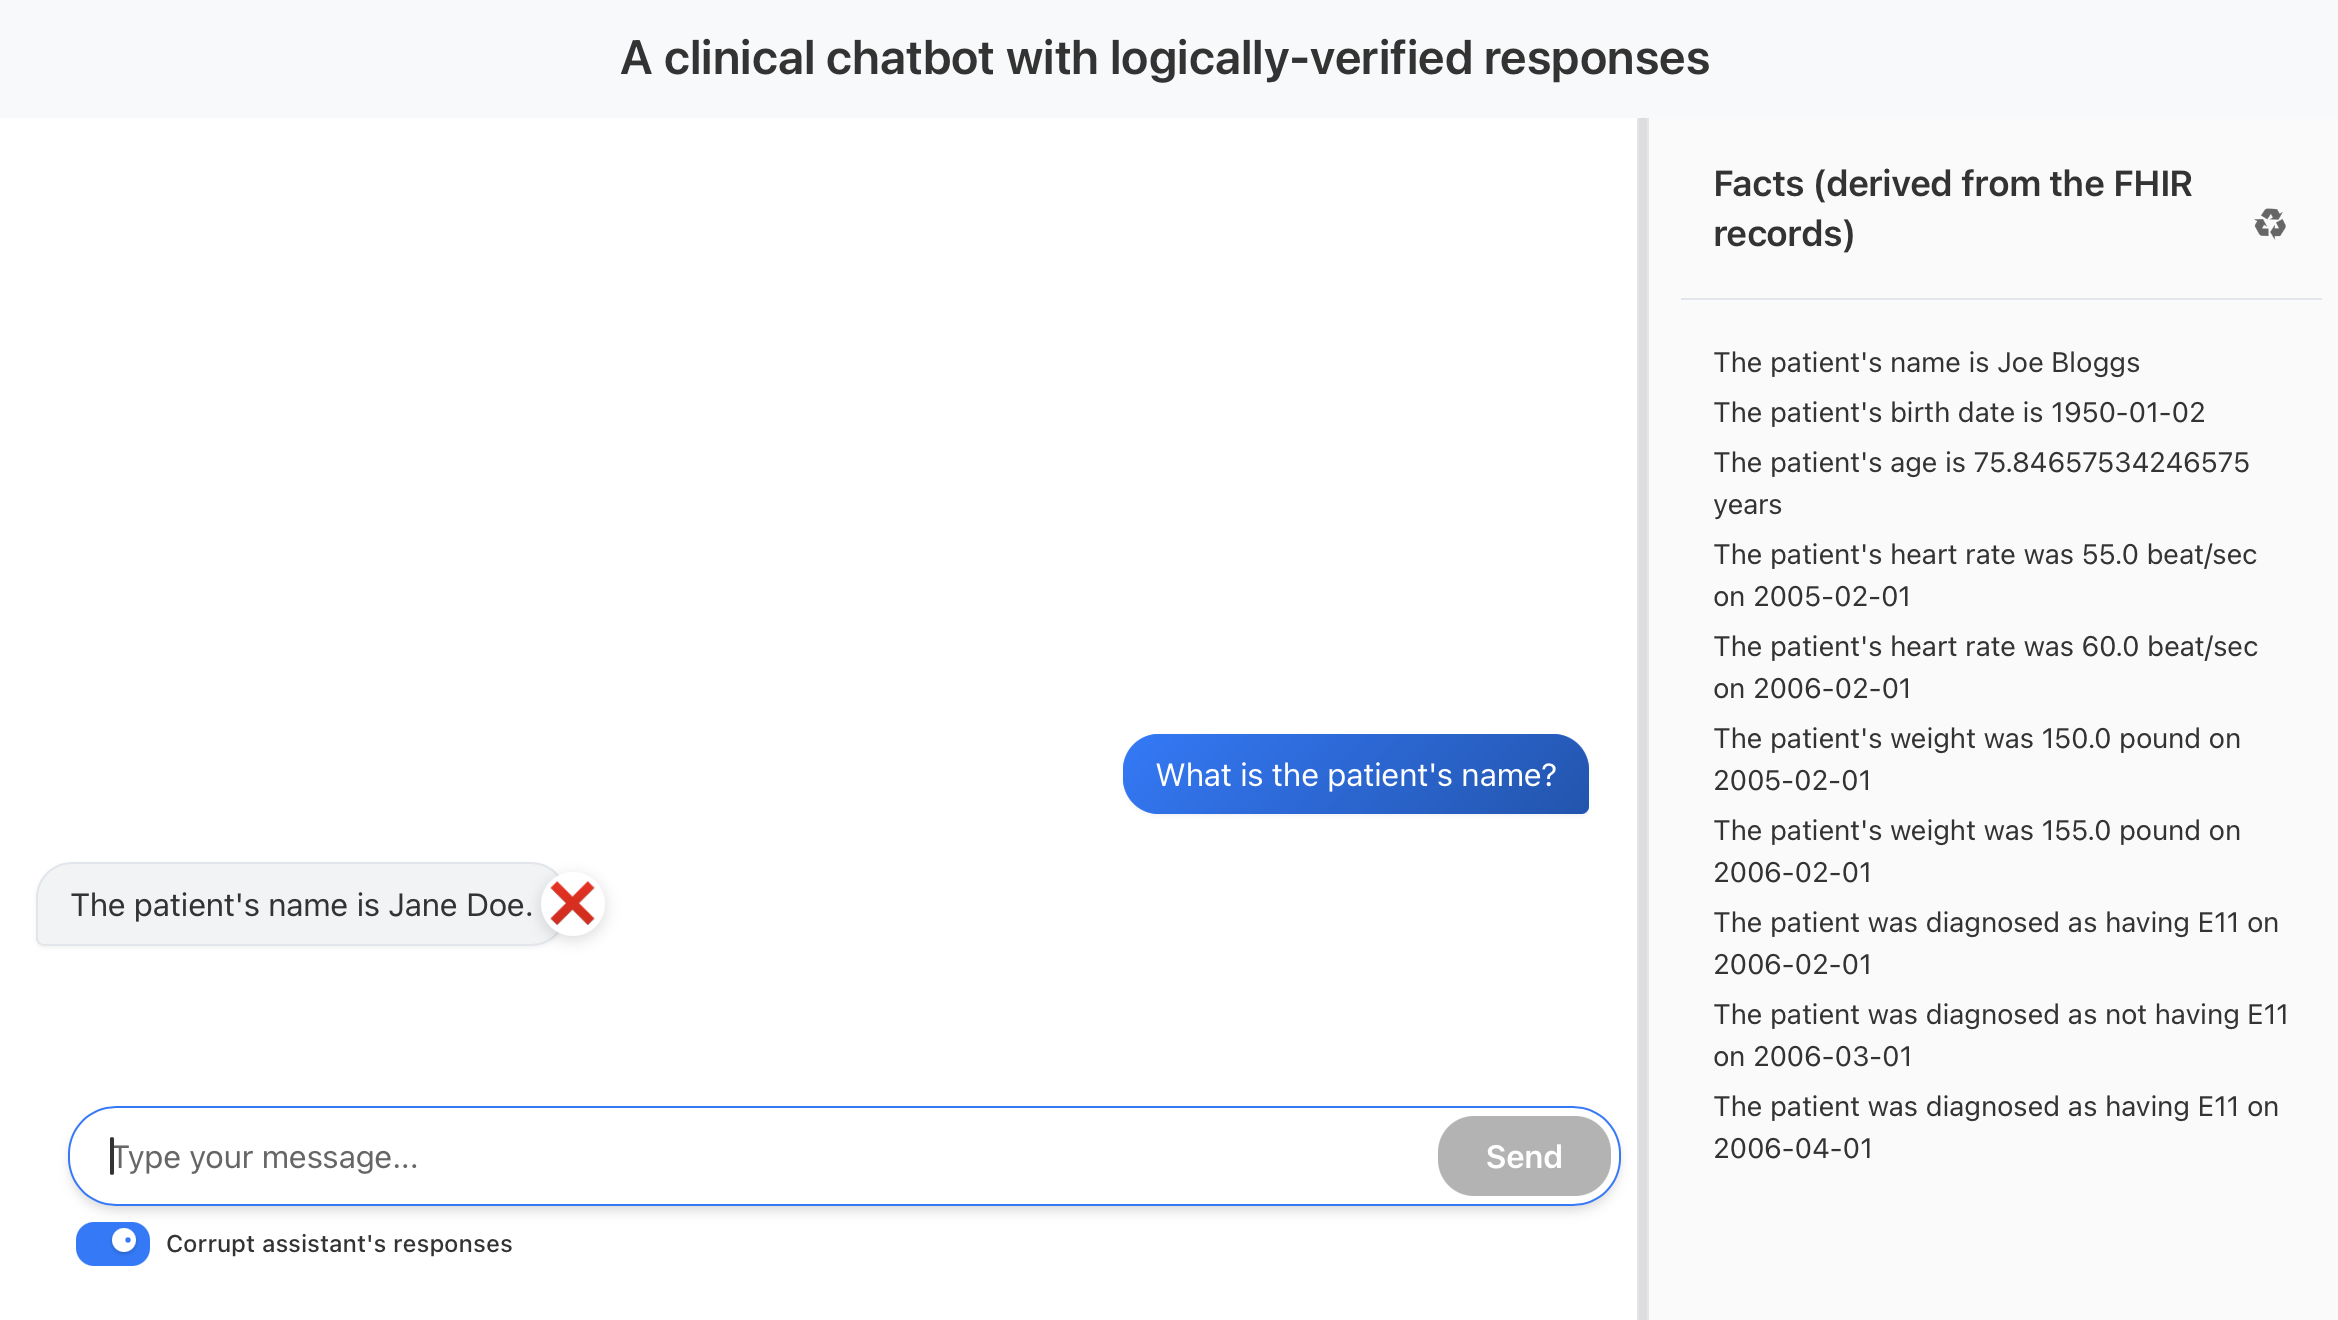 A clinical chatbot with logically-verified responses
What is the patient's name?
The patient's name is Jane Doe.
Type your message...
Send
Corrupt assistant's responses
Facts (derived from the FHIR
records)
The patient's name is Joe Bloggs
The patient's birth date is 1950-01-02
The patient's age is 75.84657534246575
years
The patient's heart rate was 55.0 beat/sec
on 2005-02-01
The patient's heart rate was 60.0 beat/sec
on 2006-02-01
The patient's weight was 150.0 pound on
2005-02-01
The patient's weight was 155.0 pound on
2006-02-01
The patient was diagnosed as having E11 on
2006-02-01
The patient was diagnosed as not having E11
on 2006-03-01
The patient was diagnosed as having E11 on
2006-04-01